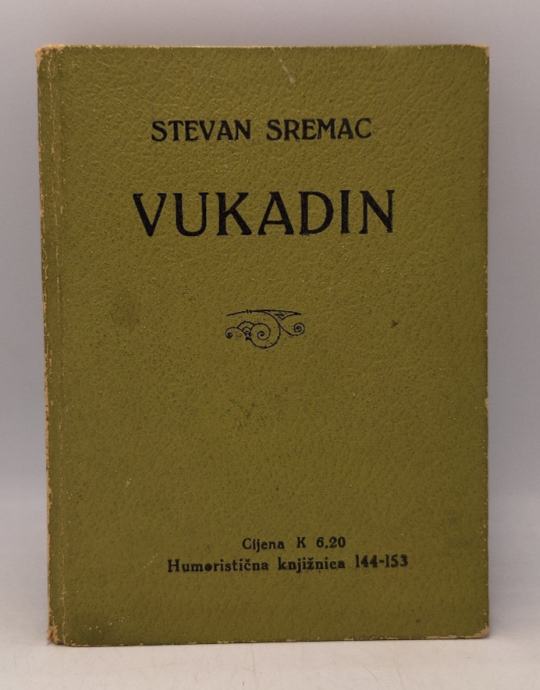 STEVAN SREMAC
VUKADIN
Cijena K 6.20
Humoristična knjižnica 144-153